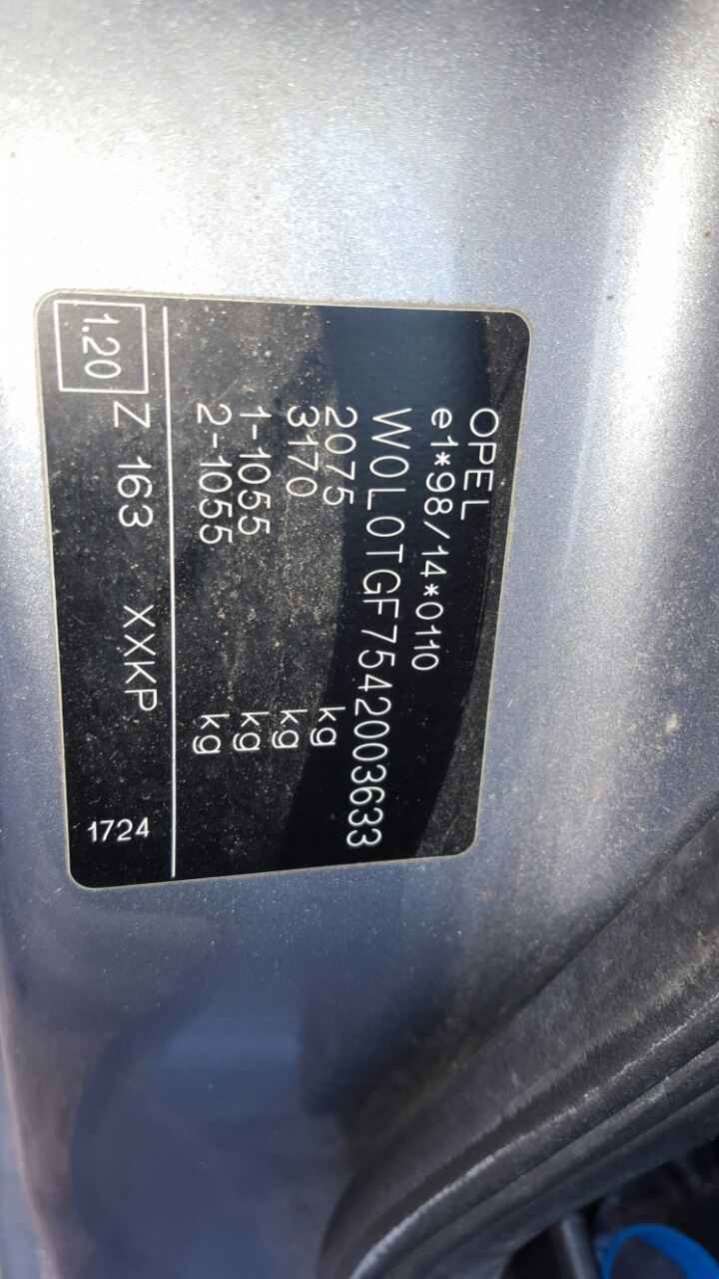 OPEL
e1*98/14*0110
W0L0TGF7542003633
2075 kg
3170 kg
1-1055 kg
2-1055 kg
1.20 Z 163 XXKP 1724